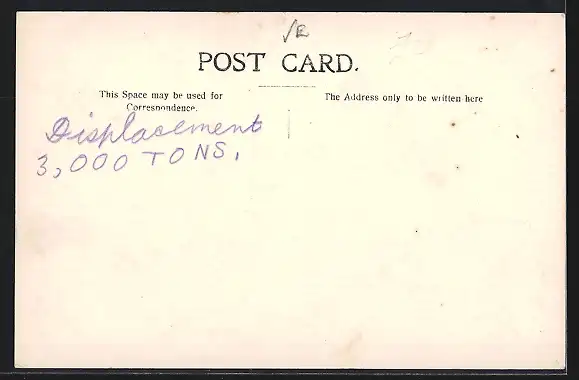 POST CARD.
This Space may be used for
Correspondence.
The Address only to be written here
Displacement
3,000 TONS.